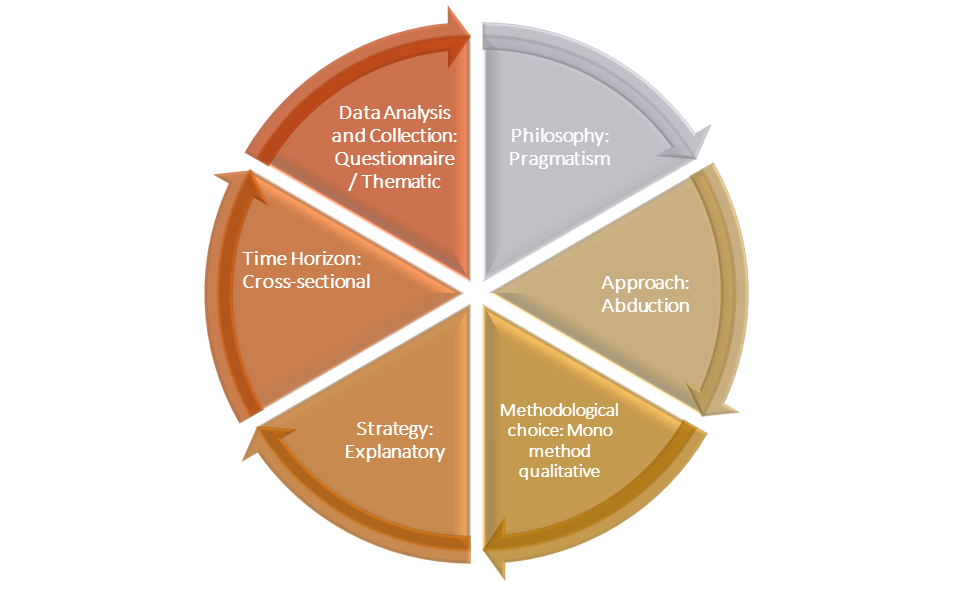 Philosophy:
Pragmatism
Approach:
Abduction
Methodological
choice: Mono
method
qualitative
Strategy:
Explanatory
Time Horizon:
Cross-sectional
Data Analysis
and Collection:
Questionnaire
/ Thematic